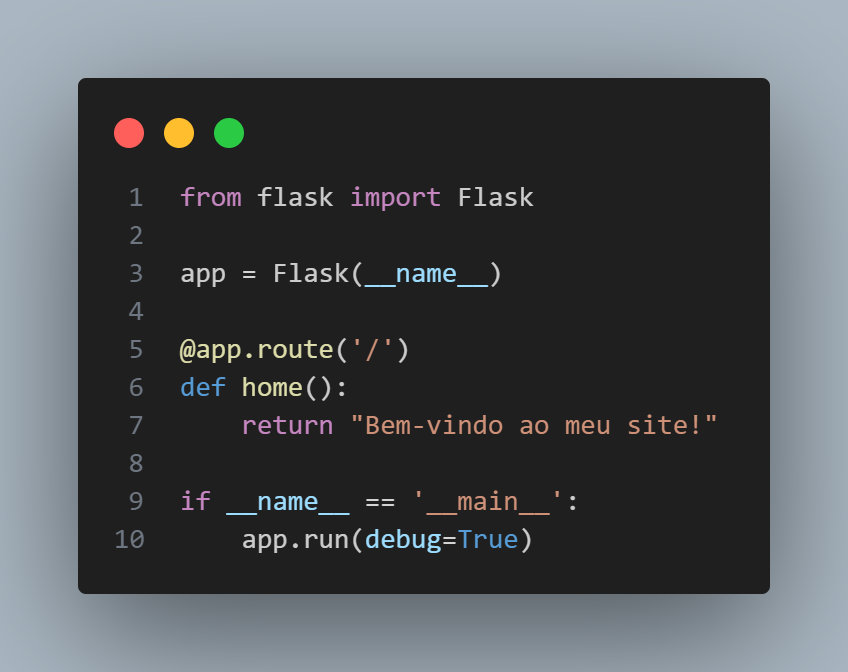 1 from flask import Flask
2
3 app = Flask(__name__)
4
5 @app.route('/')
6 def home():
7     return "Bem-vindo ao meu site!"
8
9 if __name__ == '__main__':
10     app.run(debug=True)